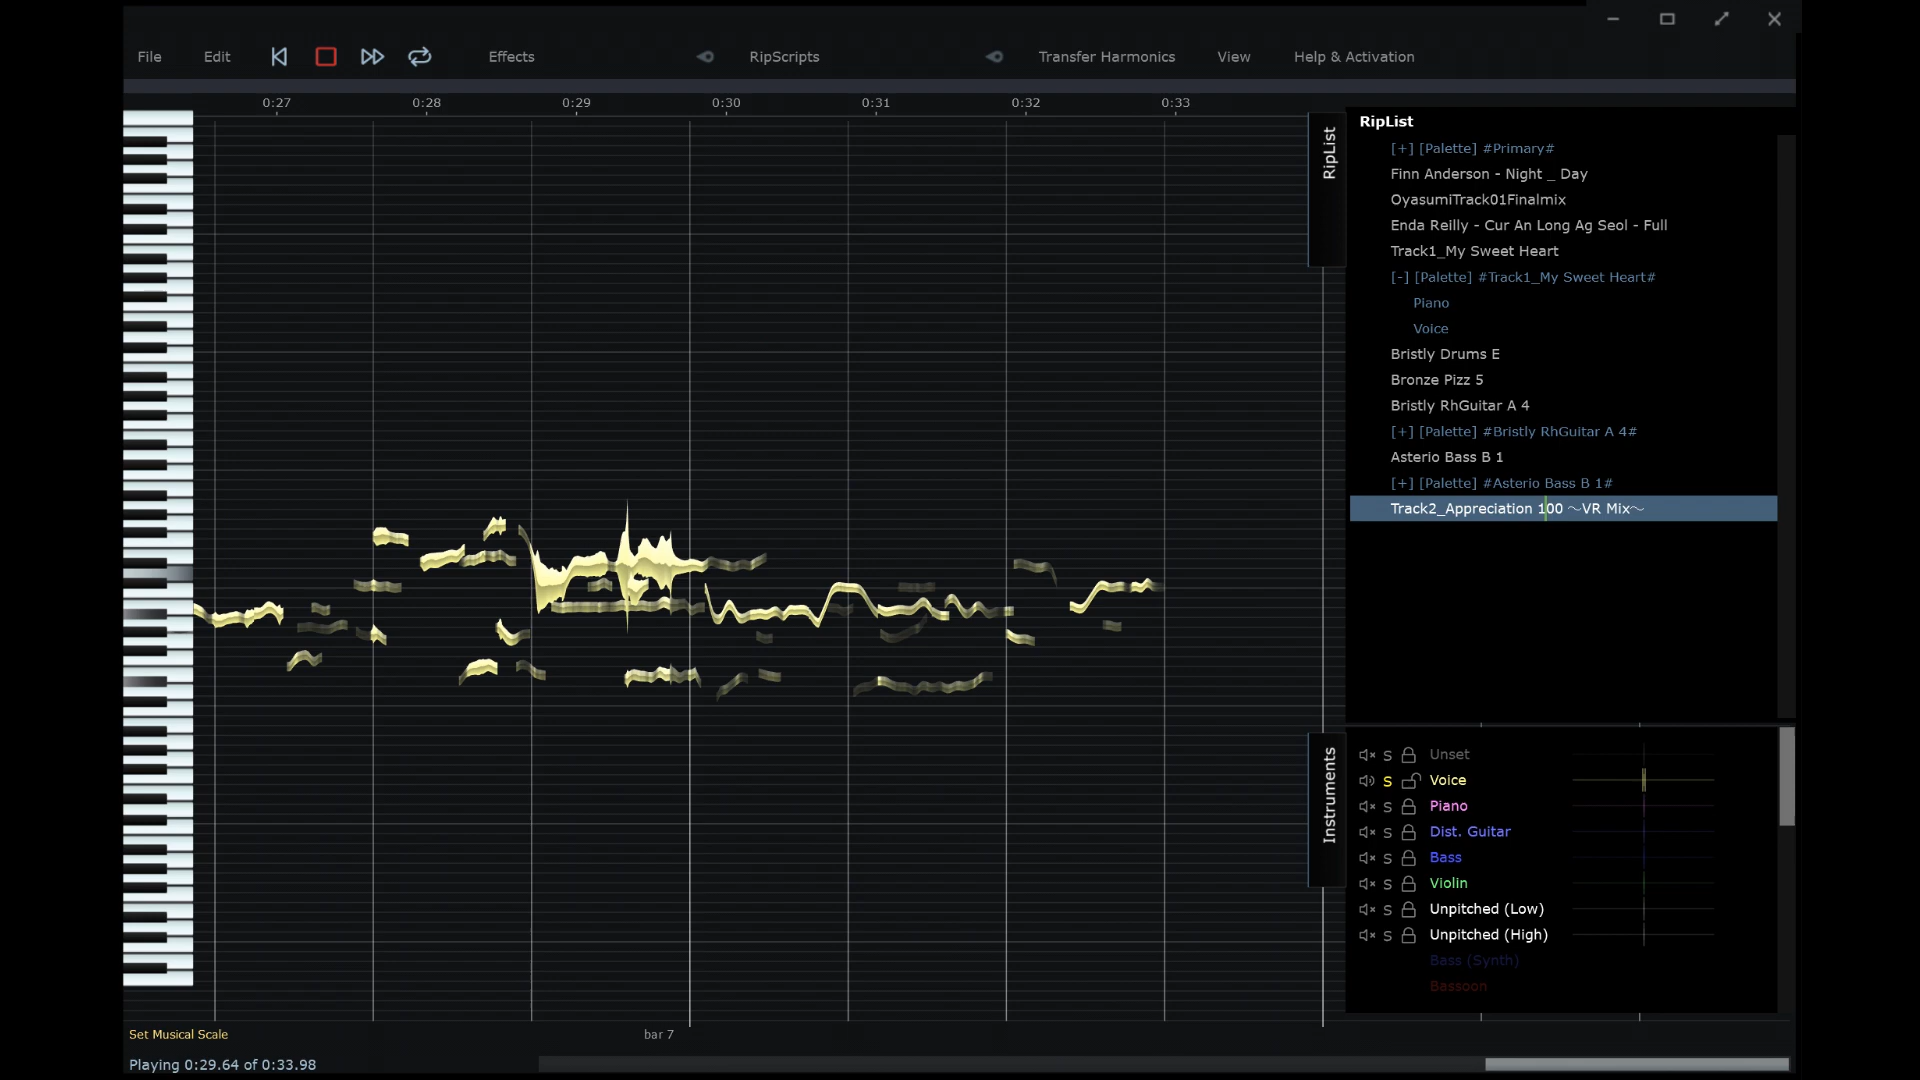 File Edit Effects RipScripts Transfer Harmonics View Help & Activation
0:27 0:28 0:29 0:30 0:31 0:32 0:33
RipList
RipList
[+] [Palette] #Primary#
Finn Anderson - Night _ Day
OyasumiTrack01Finalmix
Enda Reilly - Cur An Long Ag Seol - Full
Track1_My Sweet Heart
[-] [Palette] #Track1_My Sweet Heart#
Piano
Voice
Bristly Drums E
Bronze Pizz 5
Bristly RhGuitar A 4
[+] [Palette] #Bristly RhGuitar A 4#
Asterio Bass B 1
[+] [Palette] #Asterio Bass B 1#
Track2_Appreciation 100 ～VR Mix～
Instruments
S Unset
S Voice
S Piano
S Dist. Guitar
S Bass
S Violin
S Unpitched (Low)
S Unpitched (High)
Bass (Synth)
Bassoon
Set Musical Scale
bar 7
Playing 0:29.64 of 0:33.98